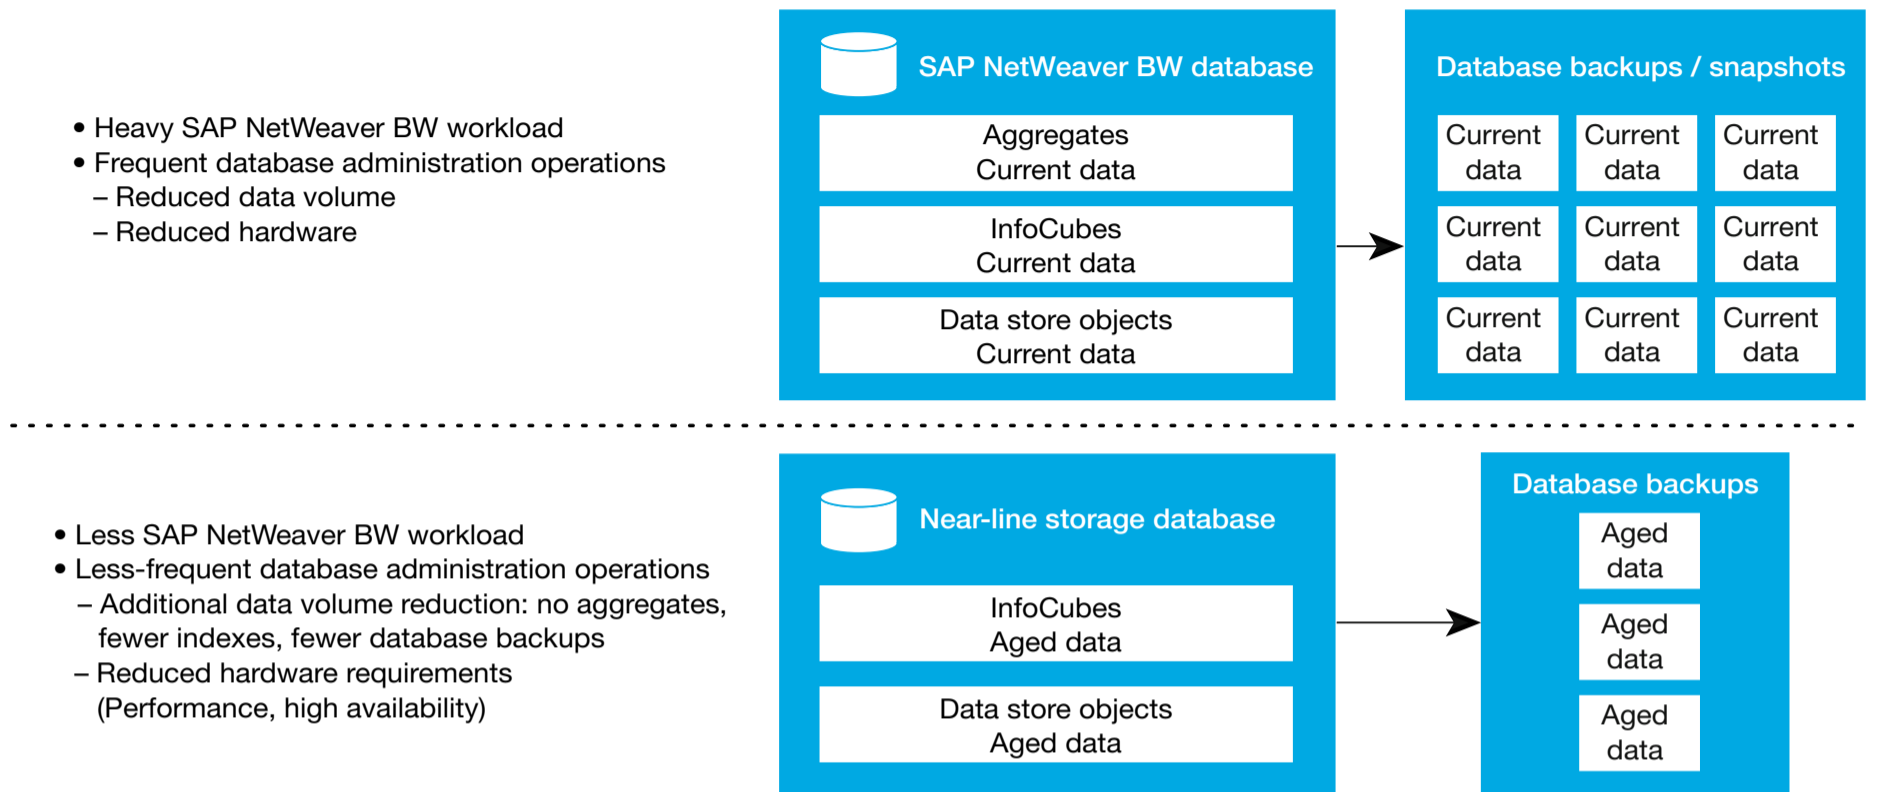 • Heavy SAP NetWeaver BW workload
• Frequent database administration operations
– Reduced data volume
– Reduced hardware
SAP NetWeaver BW database
Aggregates
Current data
InfoCubes
Current data
Data store objects
Current data
Database backups / snapshots
Current
data
Current
data
Current
data
Current
data
Current
data
Current
data
Current
data
Current
data
Current
data
• Less SAP NetWeaver BW workload
• Less-frequent database administration operations
– Additional data volume reduction: no aggregates,
fewer indexes, fewer database backups
– Reduced hardware requirements
(Performance, high availability)
Near-line storage database
InfoCubes
Aged data
Data store objects
Aged data
Database backups
Aged
data
Aged
data
Aged
data